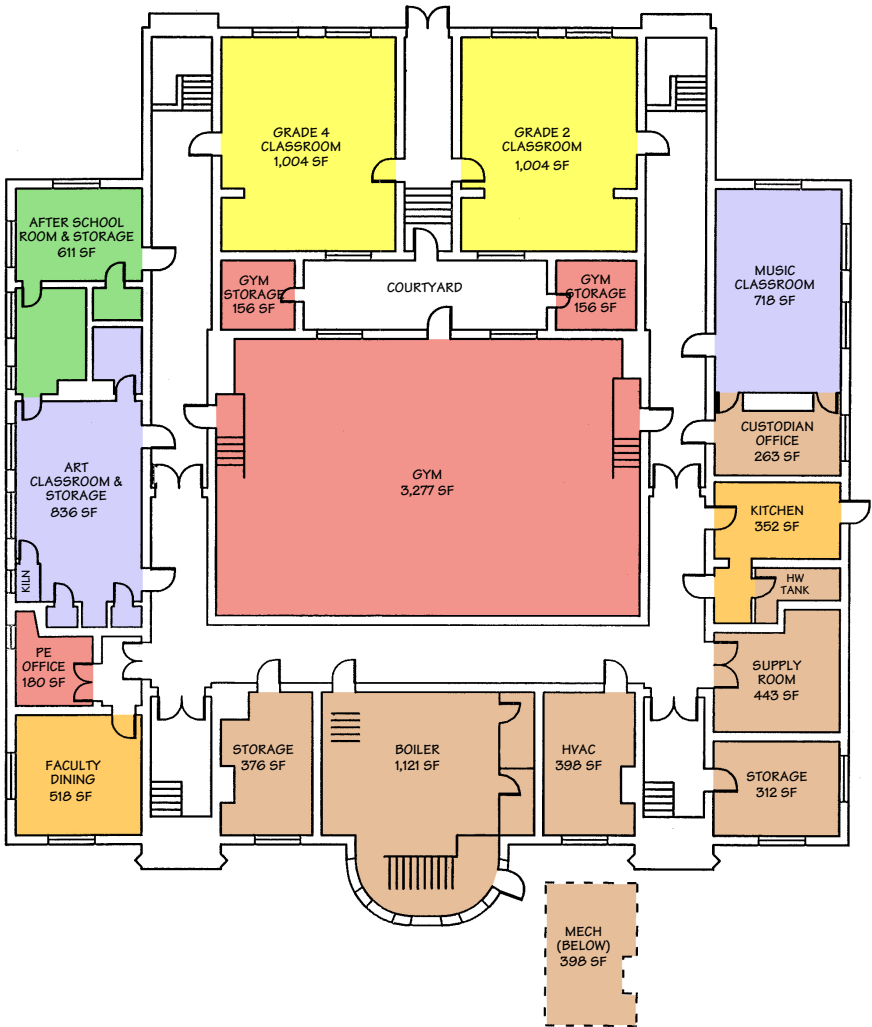 GRADE 4
CLASSROOM
1,004 SF
GRADE 2
CLASSROOM
1,004 SF
AFTER SCHOOL
ROOM & STORAGE
611 SF
GYM
STORAGE
156 SF
COURTYARD
GYM
STORAGE
156 SF
MUSIC
CLASSROOM
718 SF
CUSTODIAN
OFFICE
263 SF
ART
CLASSROOM &
STORAGE
836 SF
GYM
3,277 SF
KITCHEN
352 SF
KILN
HW
TANK
PE
OFFICE
180 SF
SUPPLY
ROOM
443 SF
FACULTY
DINING
518 SF
STORAGE
376 SF
BOILER
1,121 SF
HVAC
398 SF
STORAGE
312 SF
MECH
(BELOW)
398 SF